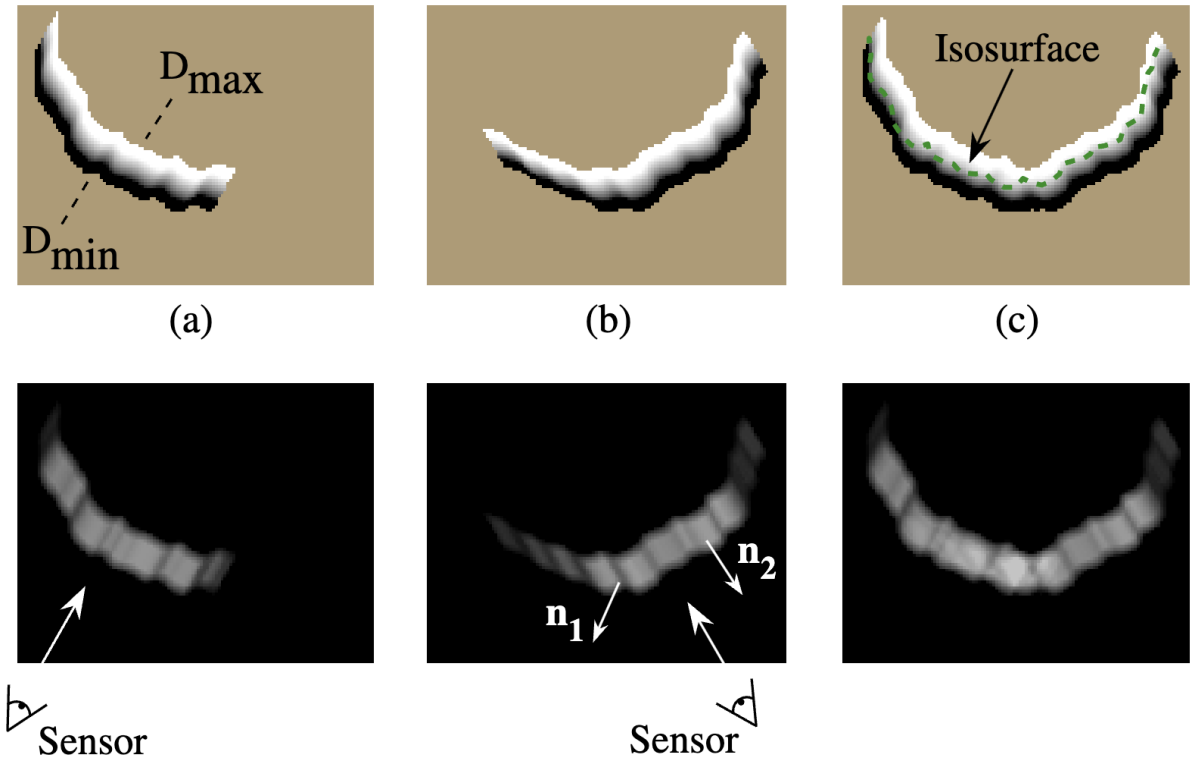 Dmax
Dmin
Isosurface
(a)
(b)
(c)
n1
n2
Sensor
Sensor